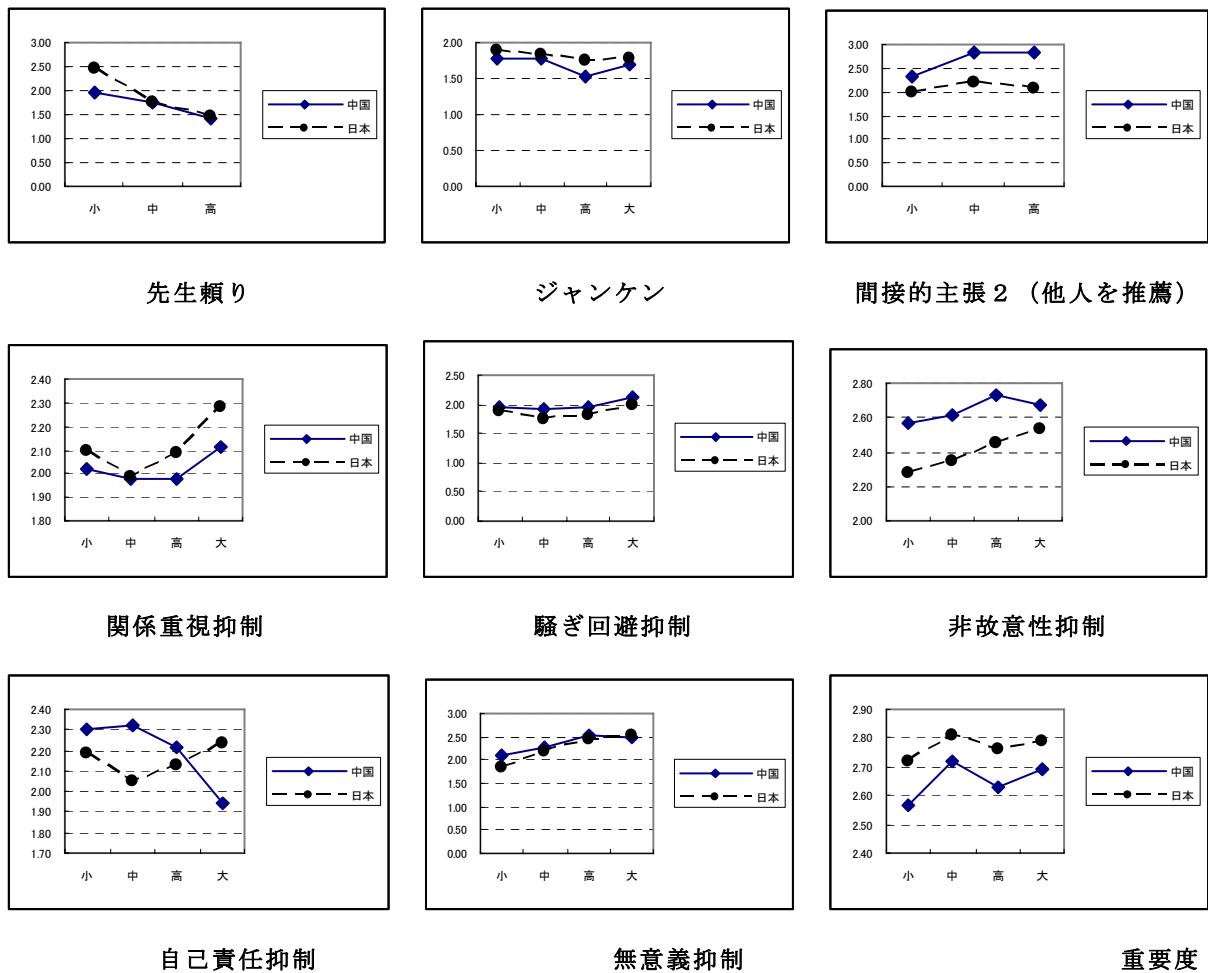 3.00
2.50
2.00
1.50
1.00
0.50
0.00
小 中 高
中国
日本
先生頼り
2.00
1.50
1.00
0.50
0.00
小 中 高 大
中国
日本
ジャンケン
3.00
2.50
2.00
1.50
1.00
0.50
0.00
小 中 高
中国
日本
間接的主張2(他人を推薦)
2.40
2.30
2.20
2.10
2.00
1.90
1.80
小 中 高 大
中国
日本
関係重視抑制
2.50
2.00
1.50
1.00
0.50
0.00
小 中 高 大
中国
日本
騒ぎ回避抑制
2.80
2.60
2.40
2.20
2.00
小 中 高 大
中国
日本
非故意性抑制
2.40
2.30
2.20
2.10
2.00
1.90
1.80
1.70
小 中 高 大
中国
日本
自己責任抑制
3.00
2.50
2.00
1.50
1.00
0.50
0.00
小 中 高 大
中国
日本
無意義抑制
2.90
2.80
2.70
2.60
2.50
2.40
小 中 高 大
中国
日本
重要度